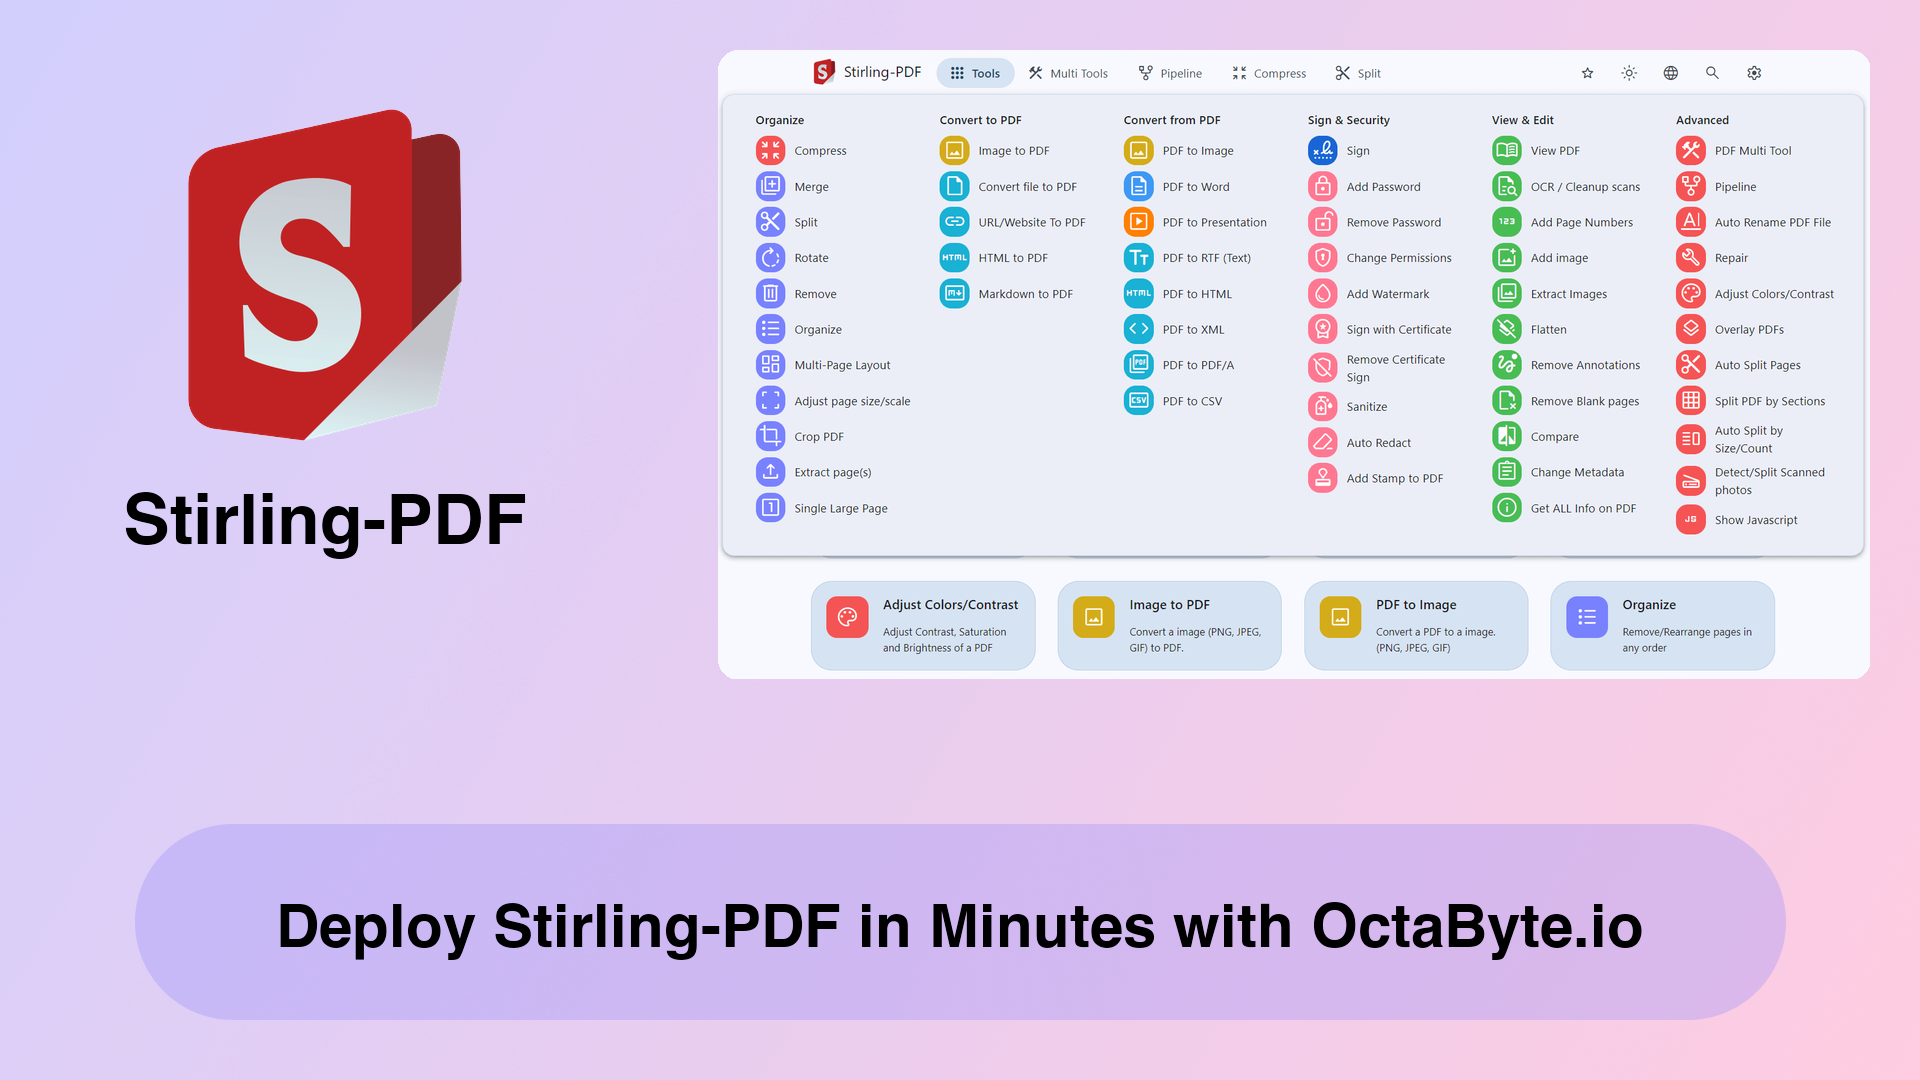 S
Stirling-PDF
S Stirling-PDF Tools Multi Tools Pipeline Compress Split
Organize
Compress
Merge
Split
Rotate
Remove
Organize
Multi-Page Layout
Adjust page size/scale
Crop PDF
Extract page(s)
1 Single Large Page
Convert to PDF
Image to PDF
Convert file to PDF
URL/Website To PDF
HTML HTML to PDF
M Markdown to PDF
Convert from PDF
PDF to Image
PDF to Word
PDF to Presentation
TT PDF to RTF (Text)
HTML PDF to HTML
PDF to XML
PDF PDF to PDF/A
CSV PDF to CSV
Sign & Security
Sign
Add Password
Remove Password
Change Permissions
Add Watermark
Sign with Certificate
Remove Certificate
Sign
Sanitize
Auto Redact
Add Stamp to PDF
View & Edit
View PDF
OCR / Cleanup scans
123 Add Page Numbers
Add image
Extract Images
Flatten
Remove Annotations
Remove Blank pages
Compare
Change Metadata
Get ALL Info on PDF
Advanced
PDF Multi Tool
Pipeline
AI Auto Rename PDF File
Repair
Adjust Colors/Contrast
Overlay PDFs
Auto Split Pages
Split PDF by Sections
Auto Split by
Size/Count
Detect/Split Scanned
photos
JS Show Javascript
Adjust Colors/Contrast
Adjust Contrast, Saturation
and Brightness of a PDF
Image to PDF
Convert a image (PNG, JPEG,
GIF) to PDF.
PDF to Image
Convert a PDF to a image.
(PNG, JPEG, GIF)
Organize
Remove/Rearrange pages in
any order
Deploy Stirling-PDF in Minutes with OctaByte.io